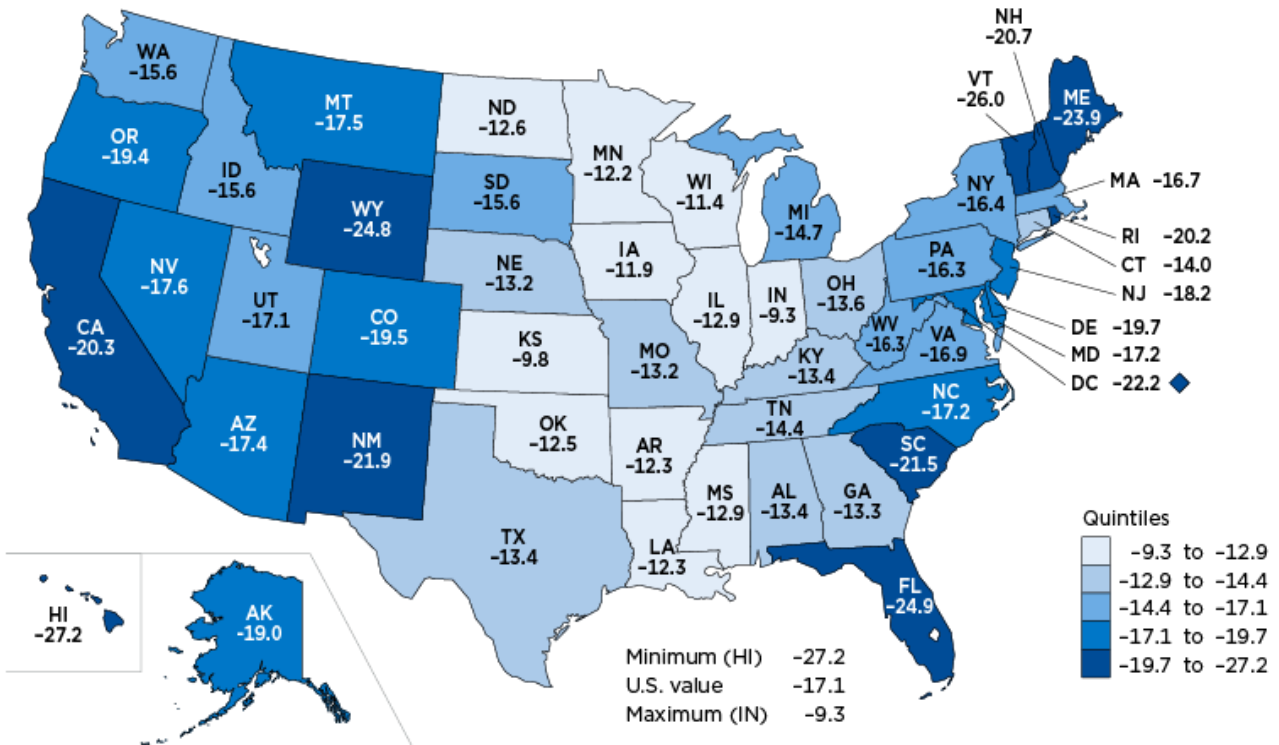 NH
−20.7
WA
−15.6
VT
−26.0
ME
−23.9
MT
−17.5
ND
−12.6
OR
−19.4
MN
−12.2
ID
−15.6
SD
−15.6
WI
−11.4
NY
−16.4
MA −16.7
WY
−24.8
MI
−14.7
RI −20.2
IA
−11.9
CT −14.0
NE
−13.2
PA
−16.3
NV
−17.6
OH
−13.6
NJ −18.2
IL
−12.9
IN
−9.3
UT
−17.1
CA
−20.3
CO
−19.5
WV
−16.3
DE −19.7
VA
−16.9
KS
−9.8
MO
−13.2
KY
−13.4
MD −17.2
DC −22.2
NC
−17.2
TN
−14.4
AZ
−17.4
NM
−21.9
OK
−12.5
AR
−12.3
SC
−21.5
MS
−12.9
AL
−13.4
GA
−13.3
TX
−13.4
LA
−12.3
FL
−24.9
HI
−27.2
AK
−19.0
Quintiles
−9.3 to −12.9
−12.9 to −14.4
−14.4 to −17.1
−17.1 to −19.7
−19.7 to −27.2
Minimum (HI) −27.2
U.S. value −17.1
Maximum (IN) −9.3